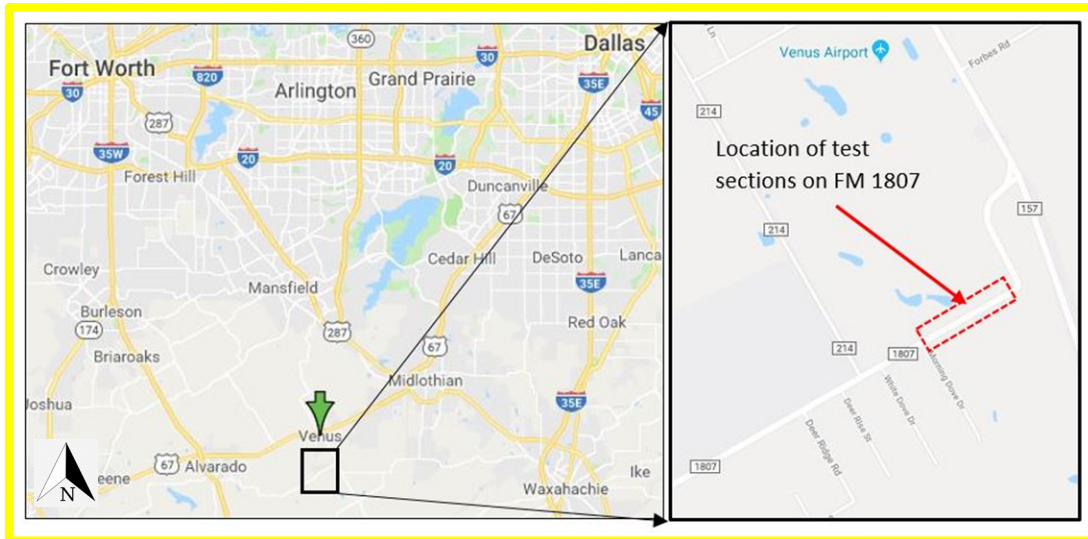 360
Dallas
Fort Worth
820
30
Grand Prairie
35E
30
Arlington
45
287
35W
20
20
Forest Hill
Duncanville
67
Cedar Hill
DeSoto
Lanca
Crowley
35E
Mansfield
Burleson
174
287
Red Oak
67
Briaroaks
Midlothian
35E
Joshua
Venus
67
Alvarado
eene
Ike
Waxahachie
N
Ln
Venus Airport
Forbes Rd
214
Location of test
sections on FM 1807
157
214
214
1807
Morning Dove Dr
White Dove Dr
Deer Rise St
Deer Ridge Rd
1807